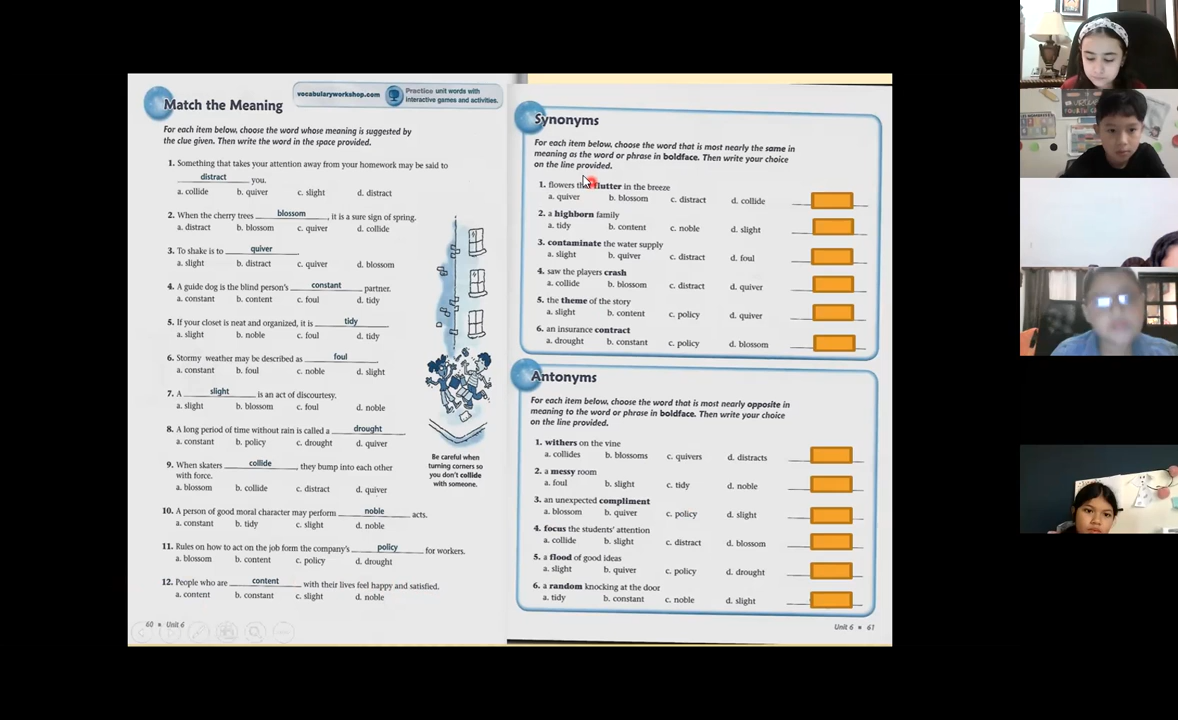 Match the Meaning
vocabularyworkshop.com
Practice unit words with
interactive games and activities.
For each item below, choose the word whose meaning is suggested by
the clue given. Then write the word in the space provided.
1. Something that takes your attention away from your homework may be said to
distract you.
a. collide b. quiver c. slight d. distract
2. When the cherry trees blossom, it is a sure sign of spring.
a. distract b. blossom c. quiver d. collide
3. To shake is to quiver.
a. slight b. distract c. quiver d. blossom
4. A guide dog is the blind person's constant partner.
a. constant b. content c. foul d. tidy
5. If your closet is neat and organized, it is tidy
a. slight b. noble c. foul d. tidy
6. Stormy weather may be described as foul
a. constant b. foul c. noble d. slight
7. A slight is an act of discourtesy.
a. slight b. blossom c. foul d. noble
8. A long period of time without rain is called a drought
a. constant b. policy c. drought d. quiver
9. When skaters collide, they bump into each other
with force.
a. blossom b. collide c. distract d. quiver
10. A person of good moral character may perform noble acts.
a. constant b. tidy c. slight d. noble
11. Rules on how to act on the job form the company's policy for workers.
a. blossom b. content c. policy d. drought
12. People who are content with their lives feel happy and satisfied.
a. content b. constant c. slight d. noble
Be careful when
turning corners so
you don't collide
with someone.
60 • Unit 6
Synonyms
For each item below, choose the word that is most nearly the same in
meaning as the word or phrase in boldface. Then write your choice
on the line provided.
1. flowers flutter in the breeze
a. quiver b. blossom c. distract d. collide
2. a highborn family
a. tidy b. content c. noble d. slight
3. contaminate the water supply
a. slight b. quiver c. distract d. foul
4. saw the players crash
a. collide b. blossom c. distract d. quiver
5. the theme of the story
a. slight b. content c. policy d. quiver
6. an insurance contract
a. drought b. constant c. policy d. blossom
Antonyms
For each item below, choose the word that is most nearly opposite in
meaning to the word or phrase in boldface. Then write your choice
on the line provided.
1. withers on the vine
a. collides b. blossoms c. quivers d. distracts
2. a messy room
a. foul b. slight c. tidy d. noble
3. an unexpected compliment
a. blossom b. quiver c. policy d. slight
4. focus the students' attention
a. collide b. slight c. distract d. blossom
5. a flood of good ideas
a. slight b. quiver c. policy d. drought
6. a random knocking at the door
a. tidy b. constant c. noble d. slight
Unit 6 • 61